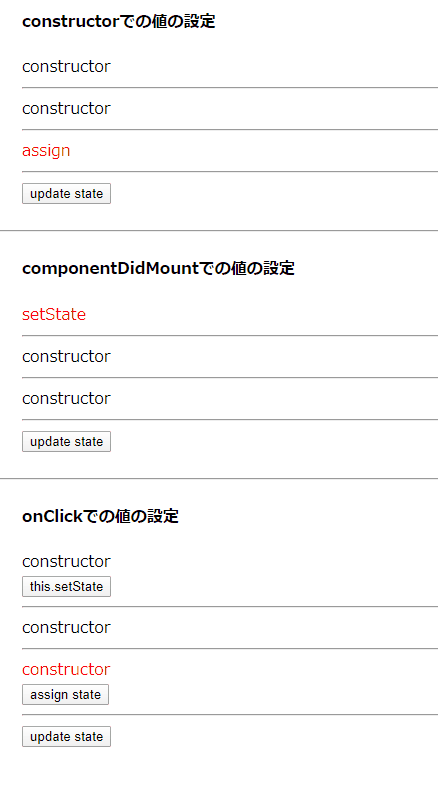 constructorでの値の設定
constructor
constructor
assign
update state
componentDidMountでの値の設定
setState
constructor
constructor
update state
onClickでの値の設定
constructor
this.setState
constructor
constructor
assign state
update state